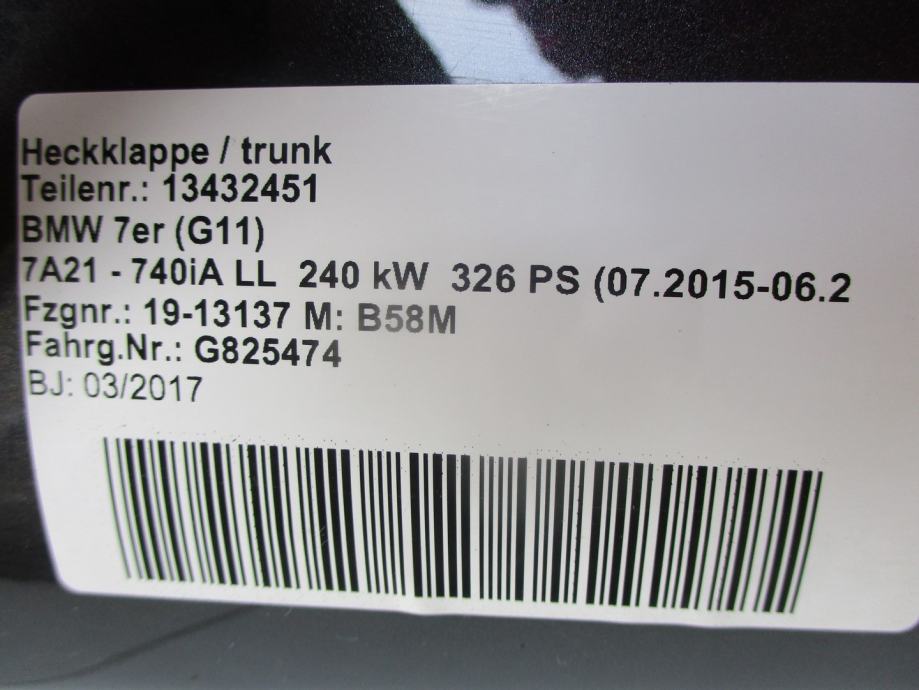 Heckklappe / trunk
Teilenr.: 13432451
BMW 7er (G11)
7A21 - 740iA LL 240 kW 326 PS (07.2015-06.2
Fzgnr.: 19-13137 M: B58M
Fahrg.Nr.: G825474
BJ: 03/2017